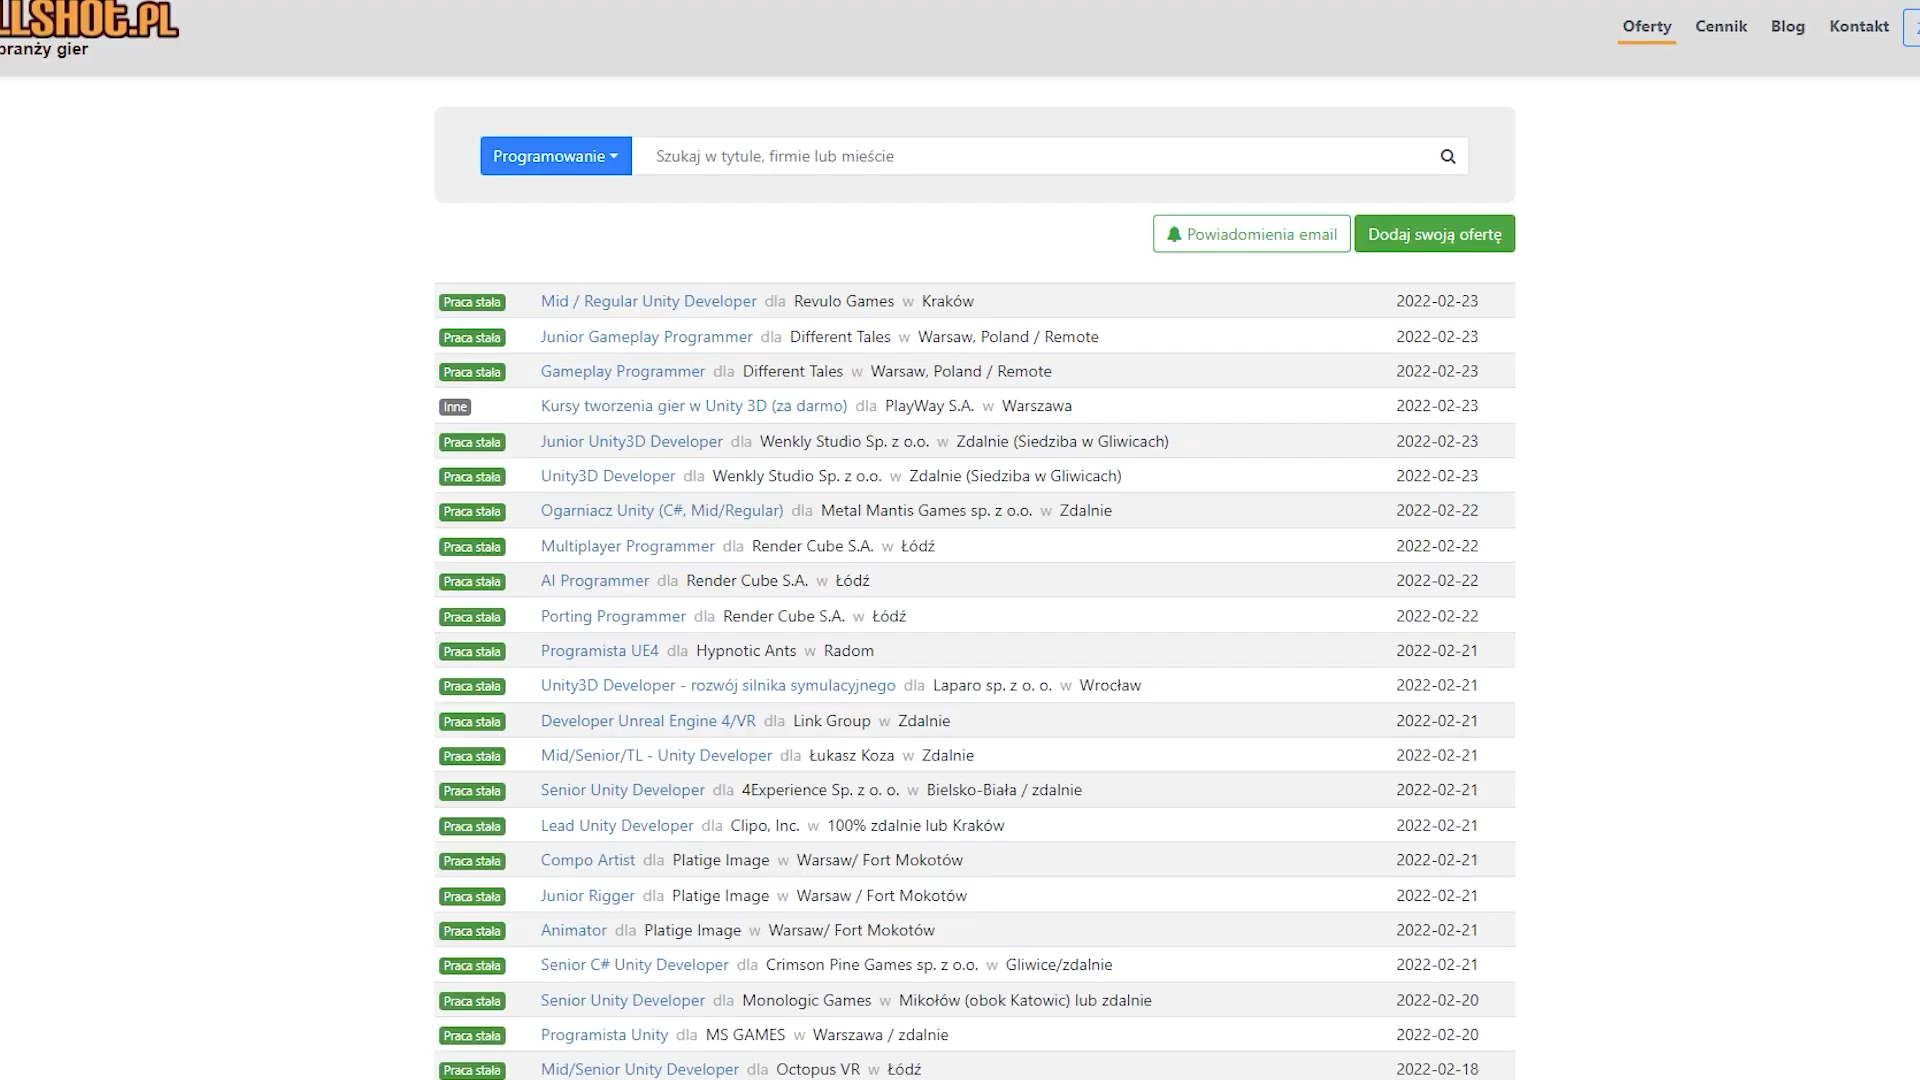 LLSHOT.PL
branży gier
Oferty Cennik Blog Kontakt
Programowanie Szukaj w tytule, firmie lub mieście
Powiadomienia email Dodaj swoją ofertę
Praca stała Mid / Regular Unity Developer dla Revulo Games w Kraków 2022-02-23
Praca stała Junior Gameplay Programmer dla Different Tales w Warsaw, Poland / Remote 2022-02-23
Praca stała Gameplay Programmer dla Different Tales w Warsaw, Poland / Remote 2022-02-23
Inne Kursy tworzenia gier w Unity 3D (za darmo) dla PlayWay S.A. w Warszawa 2022-02-23
Praca stała Junior Unity3D Developer dla Wenkly Studio Sp. z o.o. w Zdalnie (Siedziba w Gliwicach) 2022-02-23
Praca stała Unity3D Developer dla Wenkly Studio Sp. z o.o. w Zdalnie (Siedziba w Gliwicach) 2022-02-23
Praca stała Ogarniacz Unity (C#, Mid/Regular) dla Metal Mantis Games sp. z o.o. w Zdalnie 2022-02-22
Praca stała Multiplayer Programmer dla Render Cube S.A. w Łódź 2022-02-22
Praca stała AI Programmer dla Render Cube S.A. w Łódź 2022-02-22
Praca stała Porting Programmer dla Render Cube S.A. w Łódź 2022-02-22
Praca stała Programista UE4 dla Hypnotic Ants w Radom 2022-02-21
Praca stała Unity3D Developer - rozwój silnika symulacyjnego dla Laparo sp. z o. o. w Wrocław 2022-02-21
Praca stała Developer Unreal Engine 4/VR dla Link Group w Zdalnie 2022-02-21
Praca stała Mid/Senior/TL - Unity Developer dla Łukasz Koza w Zdalnie 2022-02-21
Praca stała Senior Unity Developer dla 4Experience Sp. z o. o. w Bielsko-Biała / zdalnie 2022-02-21
Praca stała Lead Unity Developer dla Clipo, Inc. w 100% zdalnie lub Kraków 2022-02-21
Praca stała Compo Artist dla Platige Image w Warsaw/ Fort Mokotów 2022-02-21
Praca stała Junior Rigger dla Platige Image w Warsaw / Fort Mokotów 2022-02-21
Praca stała Animator dla Platige Image w Warsaw/ Fort Mokotów 2022-02-21
Praca stała Senior C# Unity Developer dla Crimson Pine Games sp. z o.o. w Gliwice/zdalnie 2022-02-21
Praca stała Senior Unity Developer dla Monologic Games w Mikołów (obok Katowic) lub zdalnie 2022-02-20
Praca stała Programista Unity dla MS GAMES w Warszawa / zdalnie 2022-02-20
Praca stała Mid/Senior Unity Developer dla Octopus VR w Łódź 2022-02-18